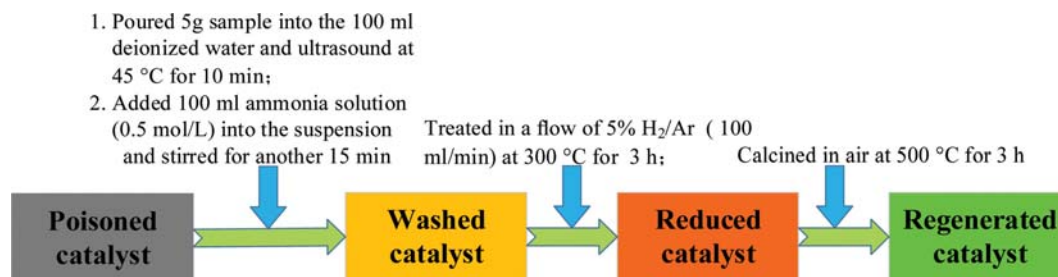 1. Poured 5g sample into the 100 ml
deionized water and ultrasound at
45 °C for 10 min;
2. Added 100 ml ammonia solution
(0.5 mol/L) into the suspension
and stirred for another 15 min
Treated in a flow of 5% H₂/Ar ( 100
ml/min) at 300 °C for 3 h;
Calcined in air at 500 °C for 3 h
Poisoned
catalyst
Washed
catalyst
Reduced
catalyst
Regenerated
catalyst